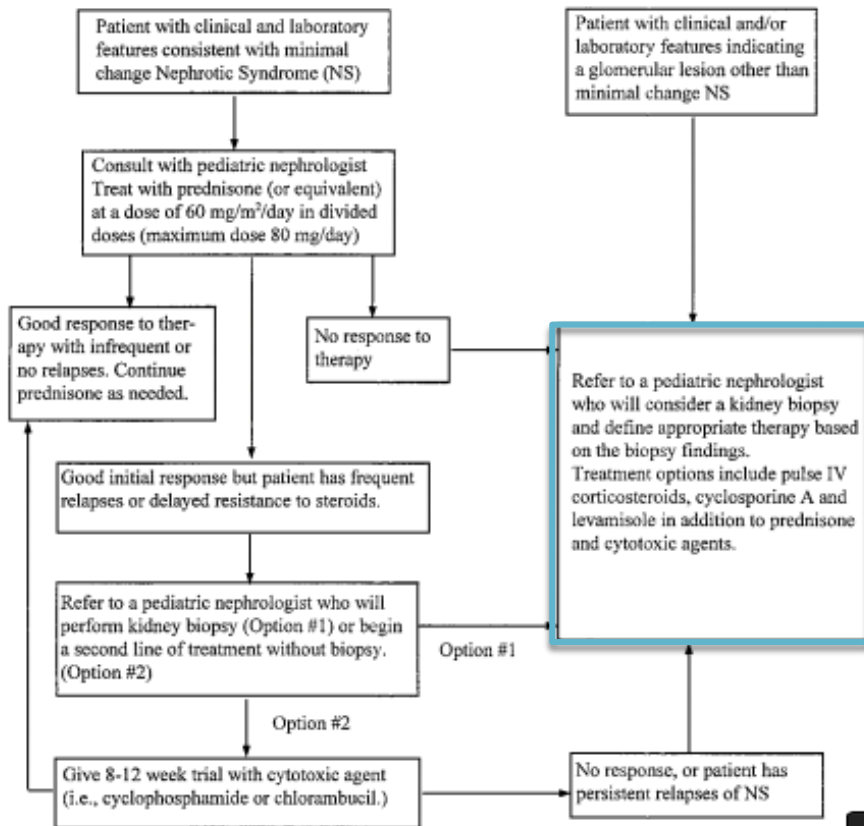 Patient with clinical and laboratory
features consistent with minimal
change Nephrotic Syndrome (NS)
Patient with clinical and/or
laboratory features indicating
a glomerular lesion other than
minimal change NS
Consult with pediatric nephrologist
Treat with prednisone (or equivalent)
at a dose of 60 mg/m²/day in divided
doses (maximum dose 80 mg/day)
Good response to ther-
apy with infrequent or
no relapses. Continue
prednisone as needed.
No response to
therapy
Refer to a pediatric nephrologist
who will consider a kidney biopsy
and define appropriate therapy based
on the biopsy findings.
Treatment options include pulse IV
corticosteroids, cyclosporine A and
levamisole in addition to prednisone
and cytotoxic agents.
Good initial response but patient has frequent
relapses or delayed resistance to steroids.
Refer to a pediatric nephrologist who will
perform kidney biopsy (Option #1) or begin
a second line of treatment without biopsy.
(Option #2)
Option #1
Option #2
Give 8-12 week trial with cytotoxic agent
(i.e., cyclophosphamide or chlorambucil.)
No response, or patient has
persistent relapses of NS